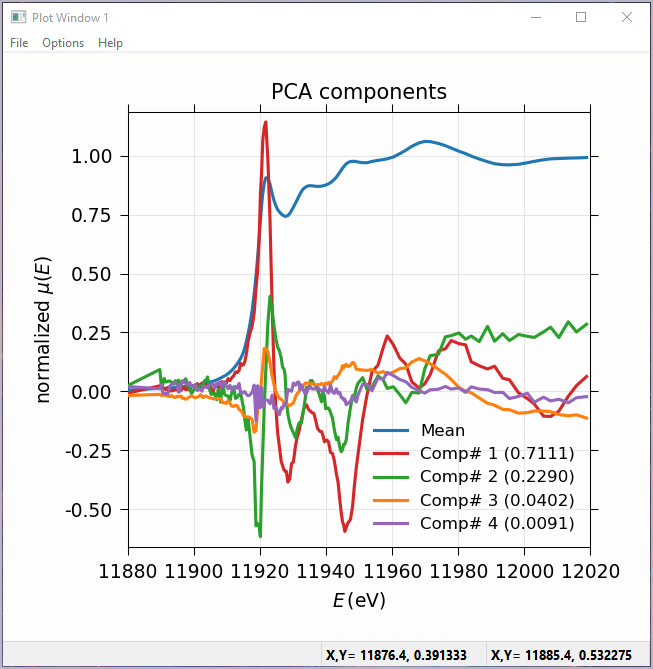 Plot Window 1
File Options Help
PCA components
normalized μ(E)
1.00
0.75
0.50
0.25
0.00
-0.25
-0.50
Mean
Comp# 1 (0.7111)
Comp# 2 (0.2290)
Comp# 3 (0.0402)
Comp# 4 (0.0091)
11880 11900 11920 11940 11960 11980 12000 12020
E (eV)
X,Y= 11876.4, 0.391333 X,Y= 11885.4, 0.532275